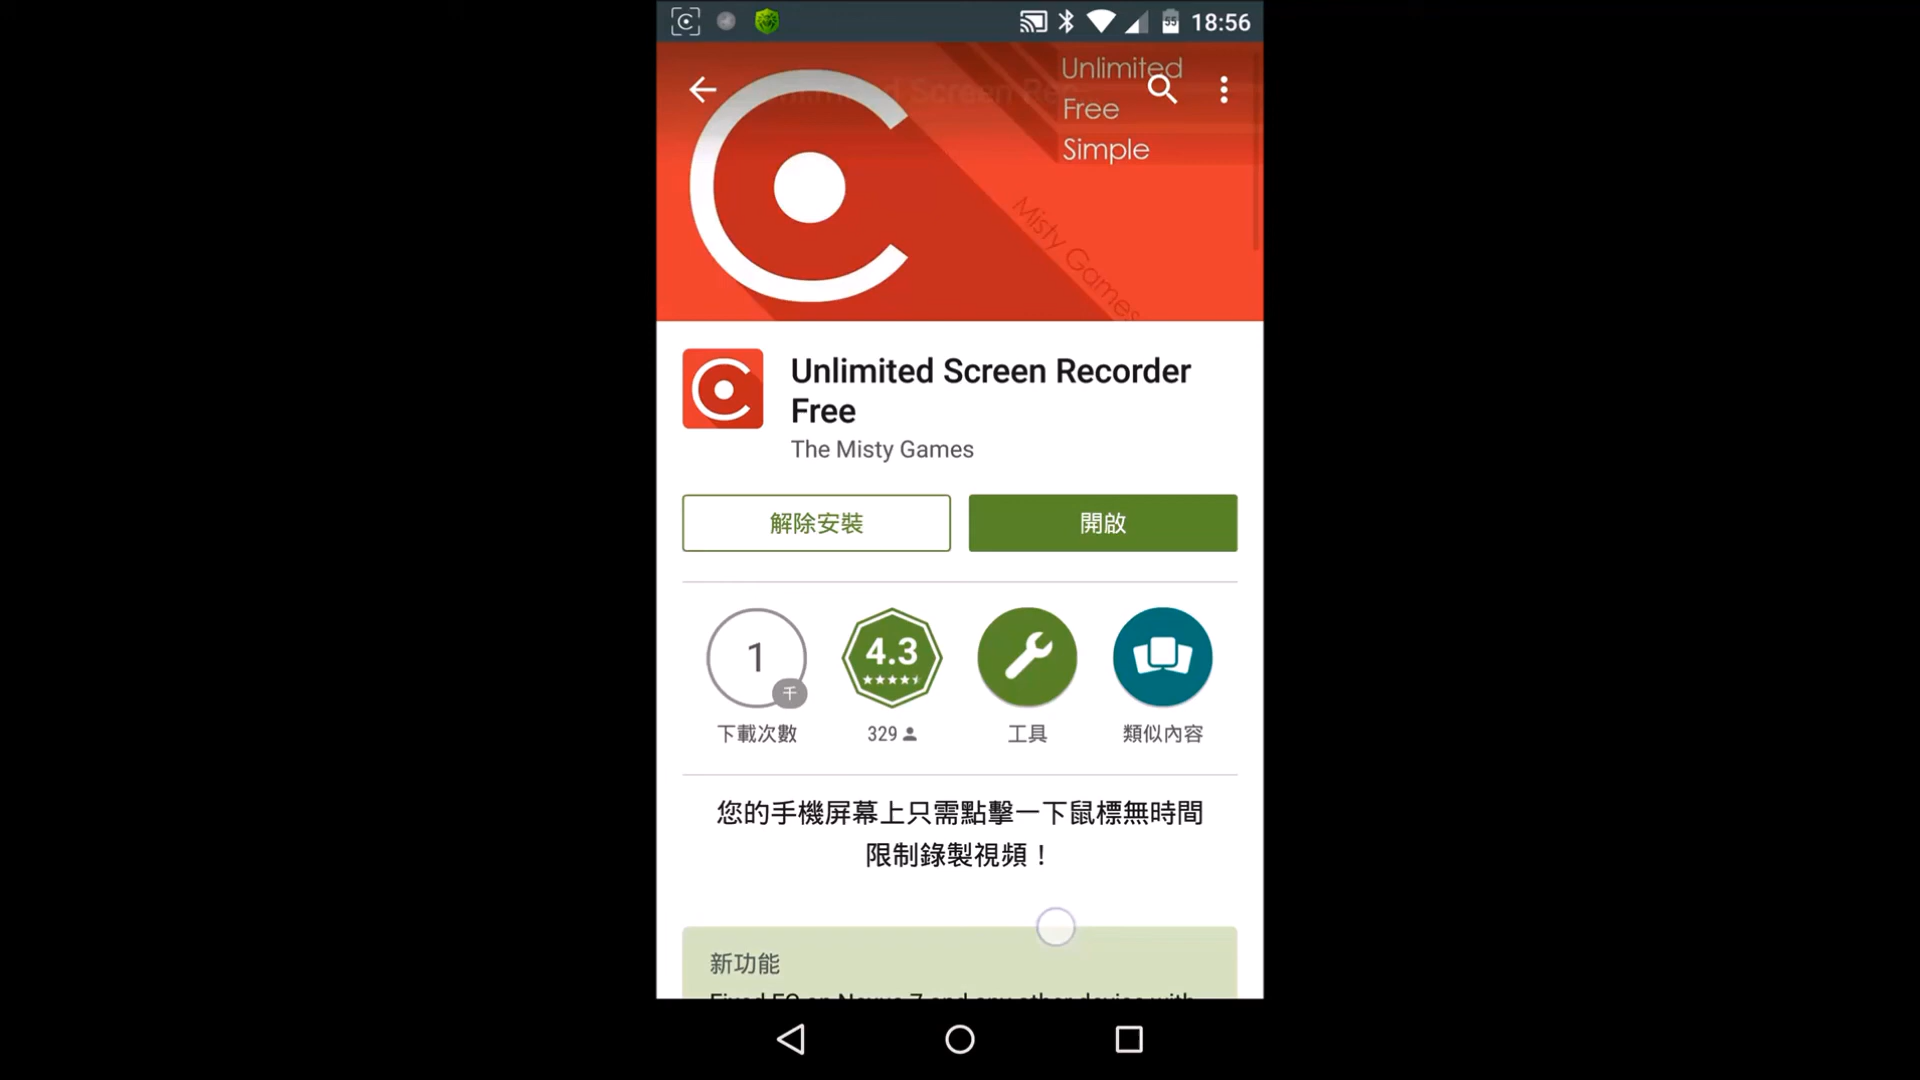 55 18:56
Unlimited
Free
Simple
Misty Games
Unlimited Screen Recorder
Free
The Misty Games
解除安裝 開啟
1 千 4.3
下載次數 329 工具 類似內容
您的手機屏幕上只需點擊一下鼠標無時間
限制錄製視頻！
新功能